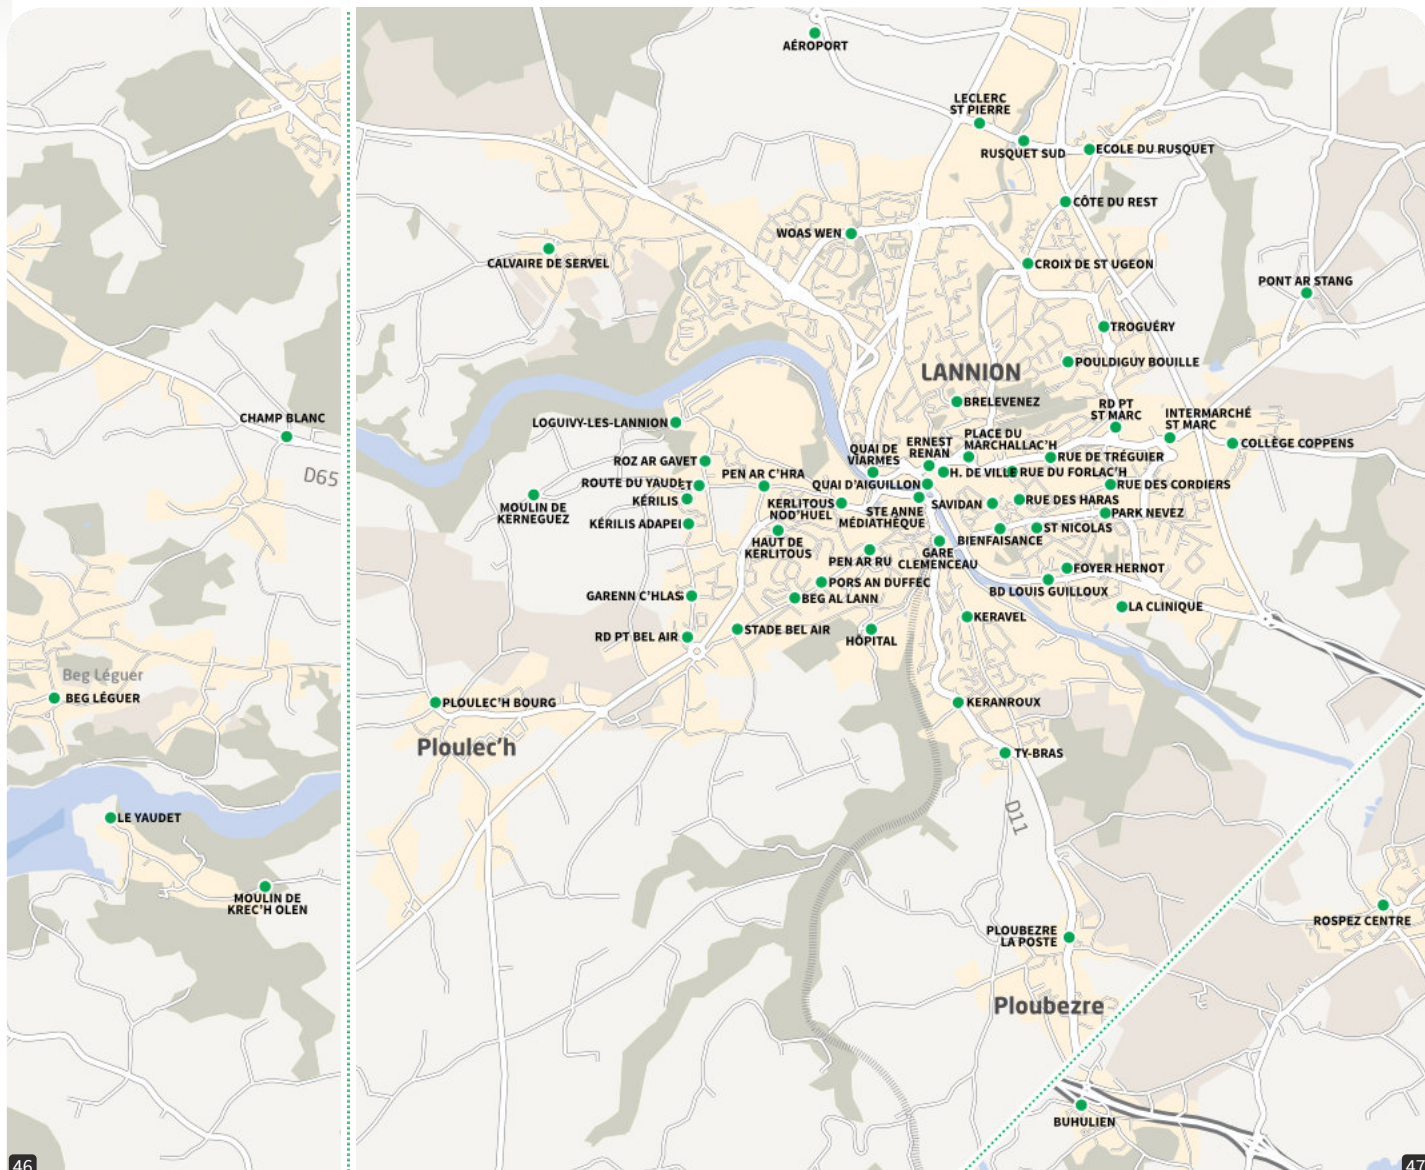 AÉROPORT
LECLERC
ST PIERRE
RUSQUET SUD
ECOLE DU RUSQUET
CÔTE DU REST
WOAS WEN
CALVAIRE DE SERVEL
CROIX DE ST UGEON
PONT AR STANG
TROGUÉRY
POULDIGUY BOUILLE
LANNION
BRELEVENEZ
RD PT
ST MARC
INTERMARCHÉ
ST MARC
CHAMP BLANC
D65
LOGUIVY-LES-LANNION
COLLÈGE COPPENS
PLACE DU
MARCHALLAC'H
ERNEST
RENAN
QUAI DE
VIARMES
RUE DE TRÉGUIER
ROZ AR GAVET
PEN AR C'HRA
H. DE VILLE
RUE DU FORLAC'H
ROUTE DU YAUDET
QUAI D'AIGUILLON
RUE DES CORDIERS
KÉRILIS
MOULIN DE
KERNEGUEZ
KERLITOUS
NOD'HUEL
STE ANNE
MÉDIATHÈQUE
SAVIDAN
RUE DES HARAS
PARK NEVEZ
KÉRILIS ADAPEI
ST NICOLAS
BIENFAISANCE
HAUT DE
KERLITOUS
PEN AR RU
GARE
CLEMENCEAU
FOYER HERNOT
PORS AN DUFFEC
BD LOUIS GUILLOUX
GARENN C'HLAS
BEG AL LANN
LA CLINIQUE
KERAVEL
STADE BEL AIR
RD PT BEL AIR
HÔPITAL
Beg Léguer
BEG LÉGUER
PLOULEC'H BOURG
KERANROUX
Ploulec'h
TY-BRAS
LE YAUDET
D11
MOULIN DE
KREC'H OLEN
ROSPEZ CENTRE
PLOUBEZRE
LA POSTE
Ploubezre
BUHULIEN
46
47